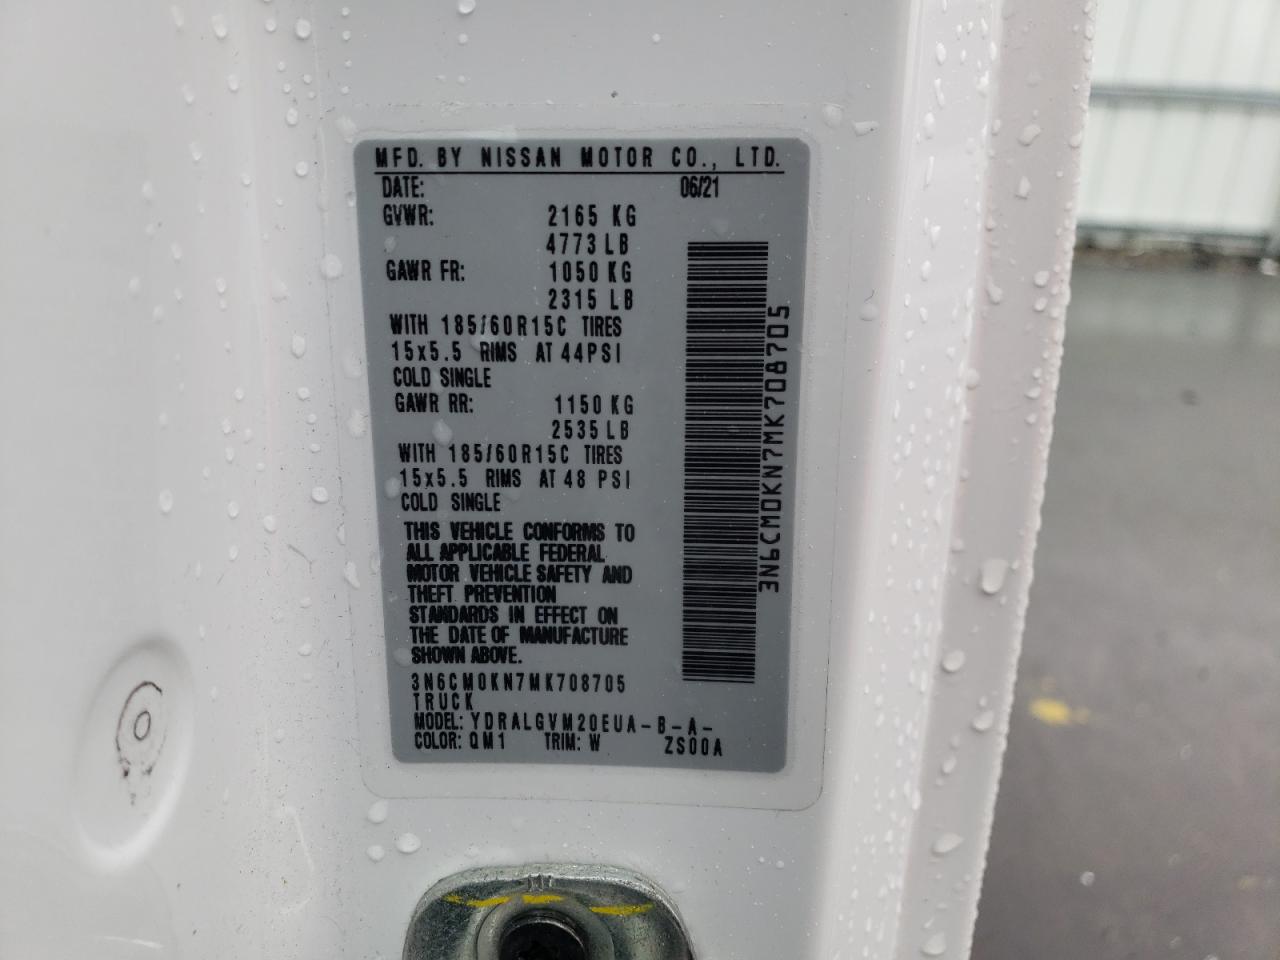 MFD. BY NISSAN MOTOR CO., LTD.
DATE: 06/21
GVWR: 2165 KG
4773 LB
GAWR FR: 1050 KG
2315 LB
WITH 185/60R15C TIRES
15x5.5 RIMS AT 44PSI
COLD SINGLE
GAWR RR: 1150 KG
2535 LB
WITH 185/60R15C TIRES
15x5.5 RIMS AT 48 PSI
COLD SINGLE
THIS VEHICLE CONFORMS TO
ALL APPLICABLE FEDERAL
MOTOR VEHICLE SAFETY AND
THEFT PREVENTION
STANDARDS IN EFFECT ON
THE DATE OF MANUFACTURE
SHOWN ABOVE.
3N6CM0KN7MK708705
TRUCK
MODEL: YDRALGVM20EUA-B-A-
COLOR: QM1 TRIM: W ZS00A
3N6CM0KN7MK708705